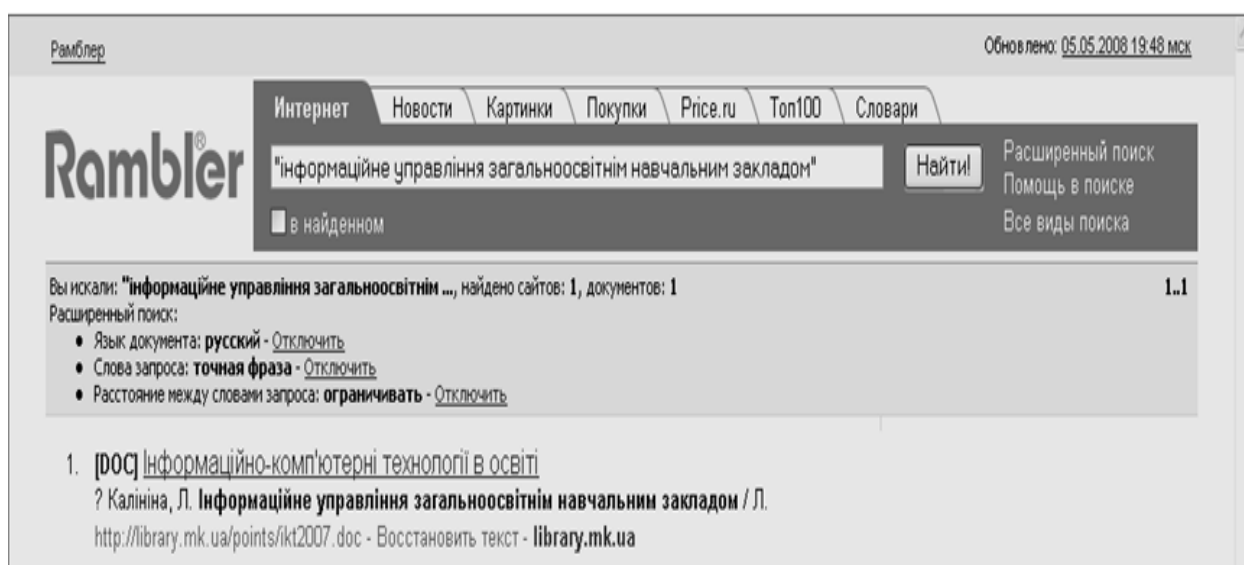 Рамблер
Обновлено: 05.05.2008 19:48 мск
Интернет Новости Картинки Покупки Price.ru Топ100 Словари
Rambler®
"інформаційне управління загальноосвітнім навчальним закладом" Найти!
Расширенный поиск
Помощь в поиске
в найденном
Все виды поиска
Вы искали: "інформаційне управління загальноосвітнім ..., найдено сайтов: 1, документов: 1 1..1
Расширенный поиск:
• Язык документа: русский - Отключить
• Слова запроса: точная фраза - Отключить
• Расстояние между словами запроса: ограничивать - Отключить
1. [DOC] Інформаційно-комп'ютерні технології в освіті
? Калініна, Л. Інформаційне управління загальноосвітнім навчальним закладом / Л.
http://library.mk.ua/points/ikt2007.doc - Восстановить текст - library.mk.ua